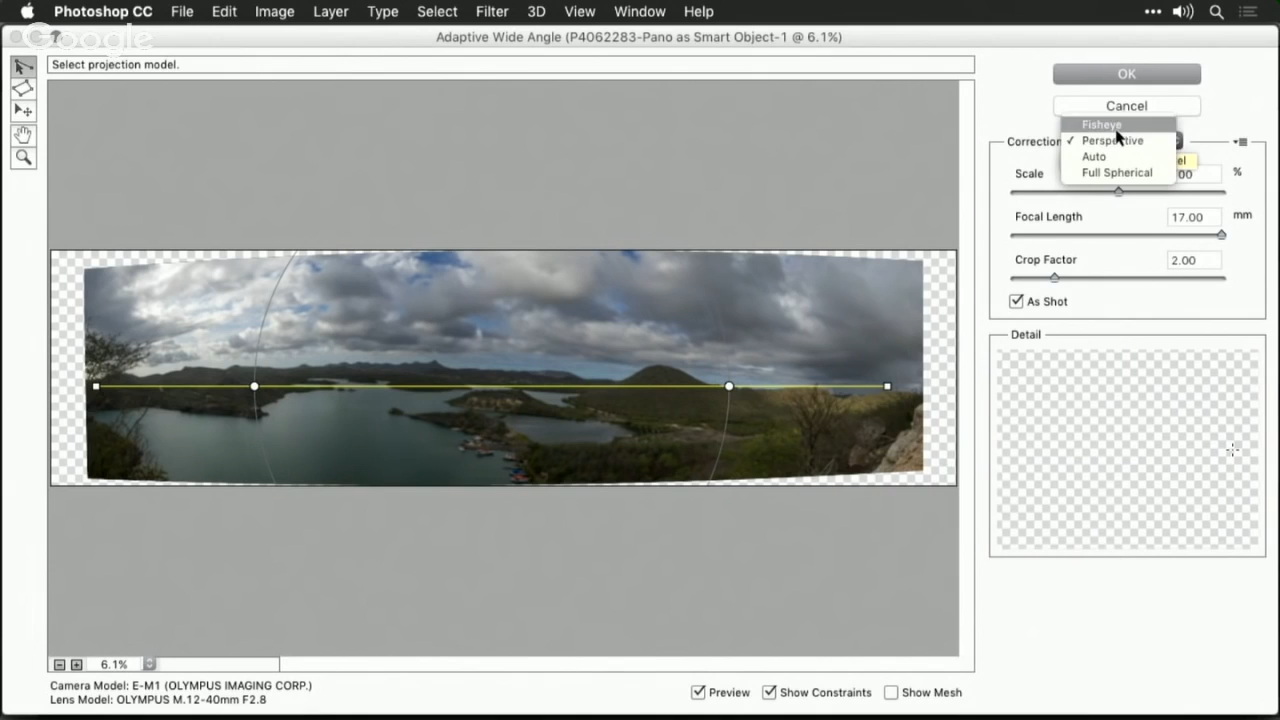 Photoshop CC File Edit Image Layer Type Select Filter 3D View Window Help
Google
Adaptive Wide Angle (P4062283-Pano as Smart Object-1 @ 6.1%)
Select projection model.
OK
Cancel
Fisheye
Correction
✓ Perspective
Auto
el
Scale
Full Spherical
00 %
Focal Length 17.00 mm
Crop Factor 2.00
As Shot
Detail
6.1%
Camera Model: E-M1 (OLYMPUS IMAGING CORP.)
Lens Model: OLYMPUS M.12-40mm F2.8
Preview Show Constraints Show Mesh